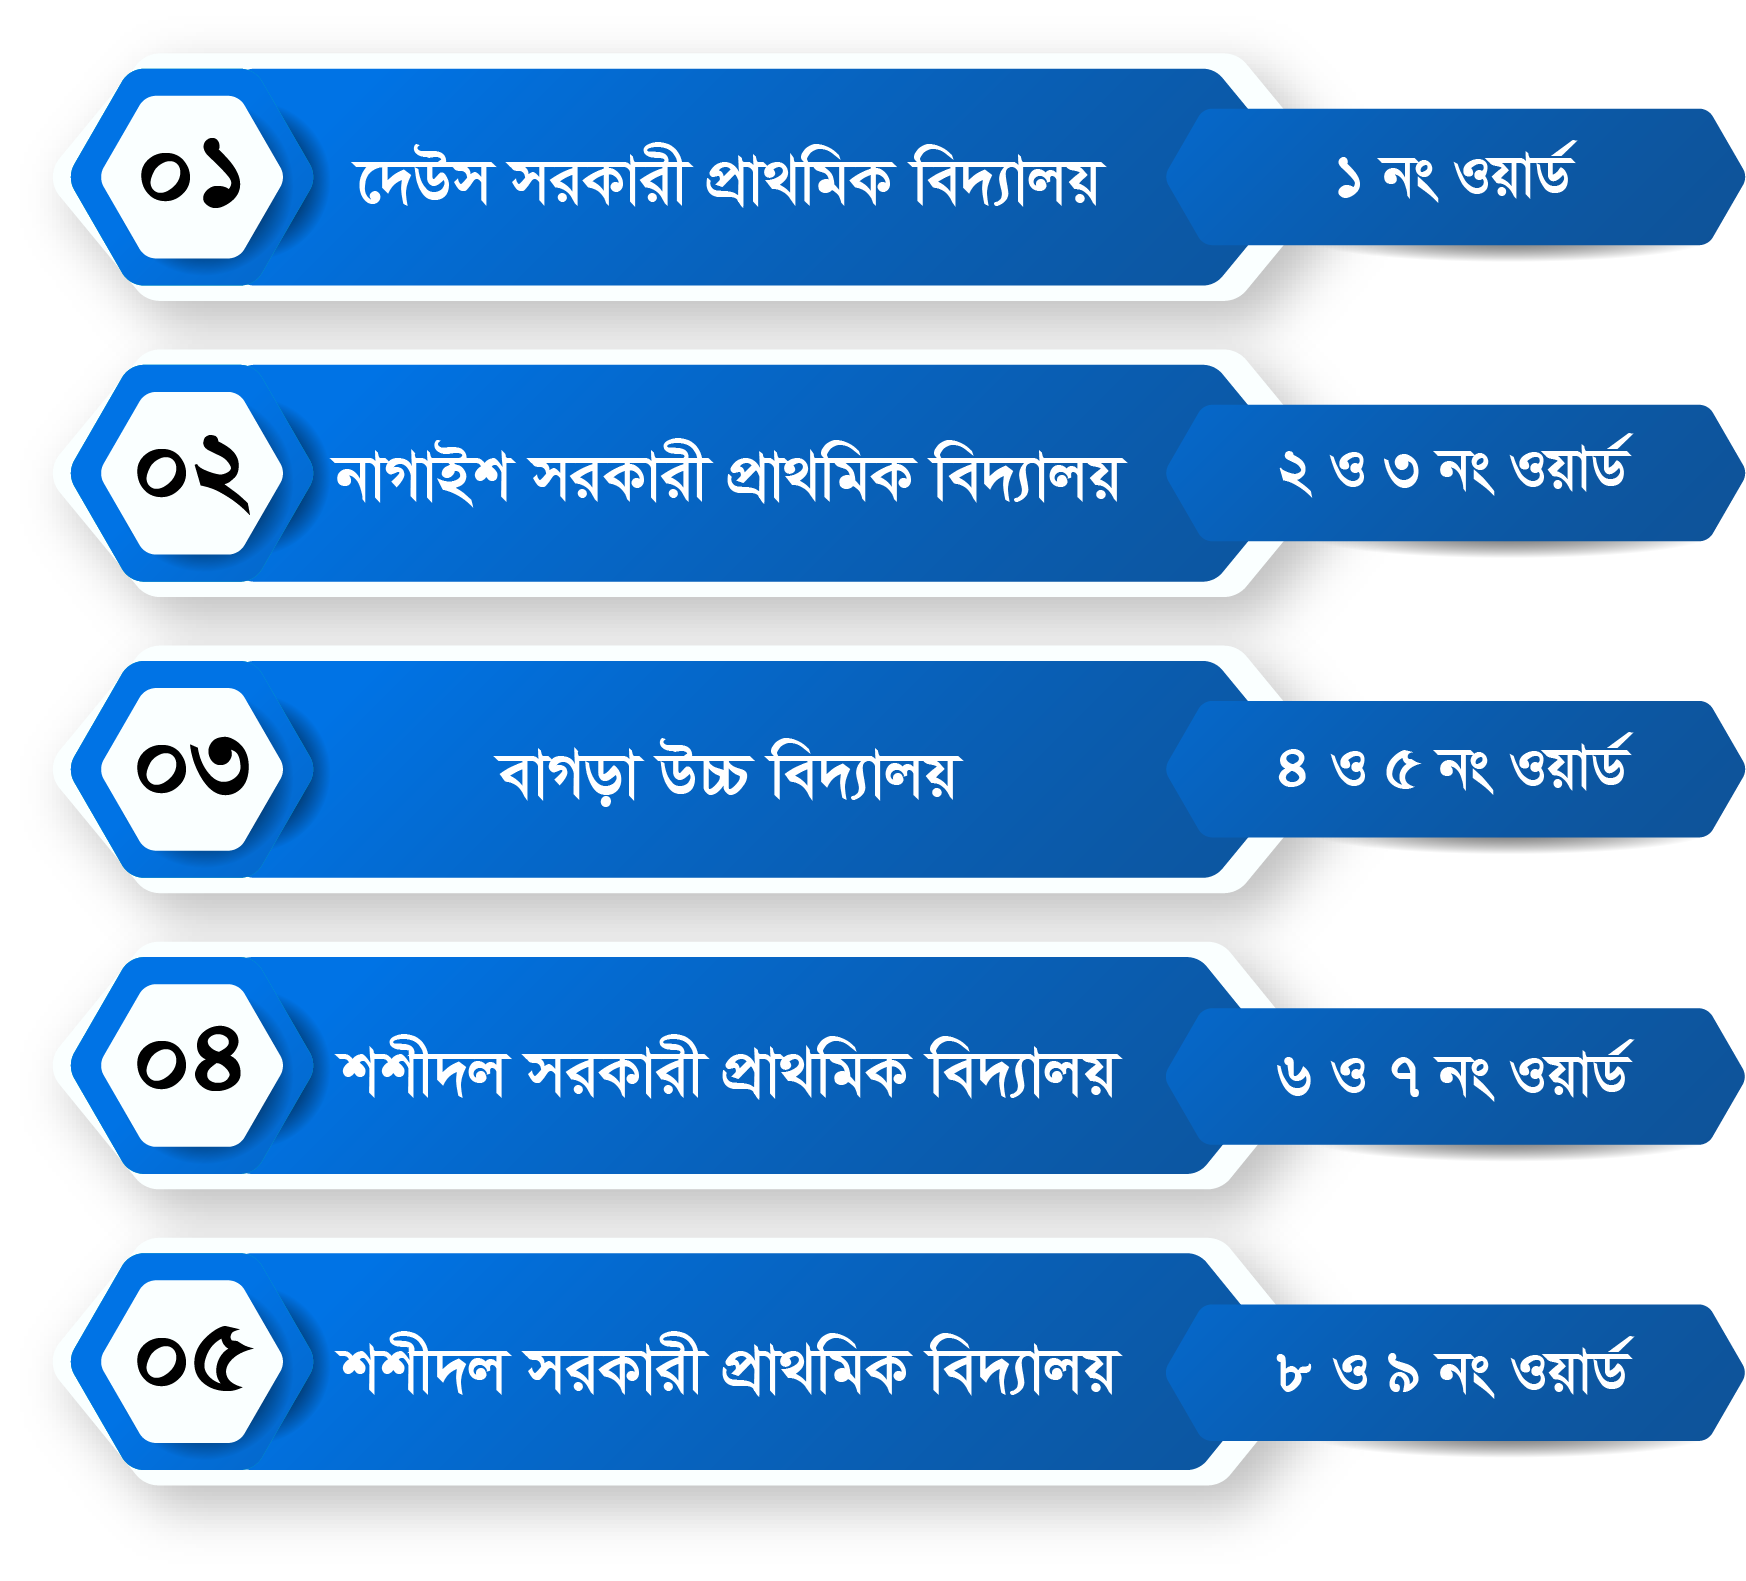 ০১ দেউস সরকারী প্রাথমিক বিদ্যালয় ১ নং ওয়ার্ড
০২ নাগাইশ সরকারী প্রাথমিক বিদ্যালয় ২ ও ৩ নং ওয়ার্ড
০৩ বাগড়া উচ্চ বিদ্যালয় ৪ ও ৫ নং ওয়ার্ড
০৪ শশীদল সরকারী প্রাথমিক বিদ্যালয় ৬ ও ৭ নং ওয়ার্ড
০৫ শশীদল সরকারী প্রাথমিক বিদ্যালয় ৮ ও ৯ নং ওয়ার্ড